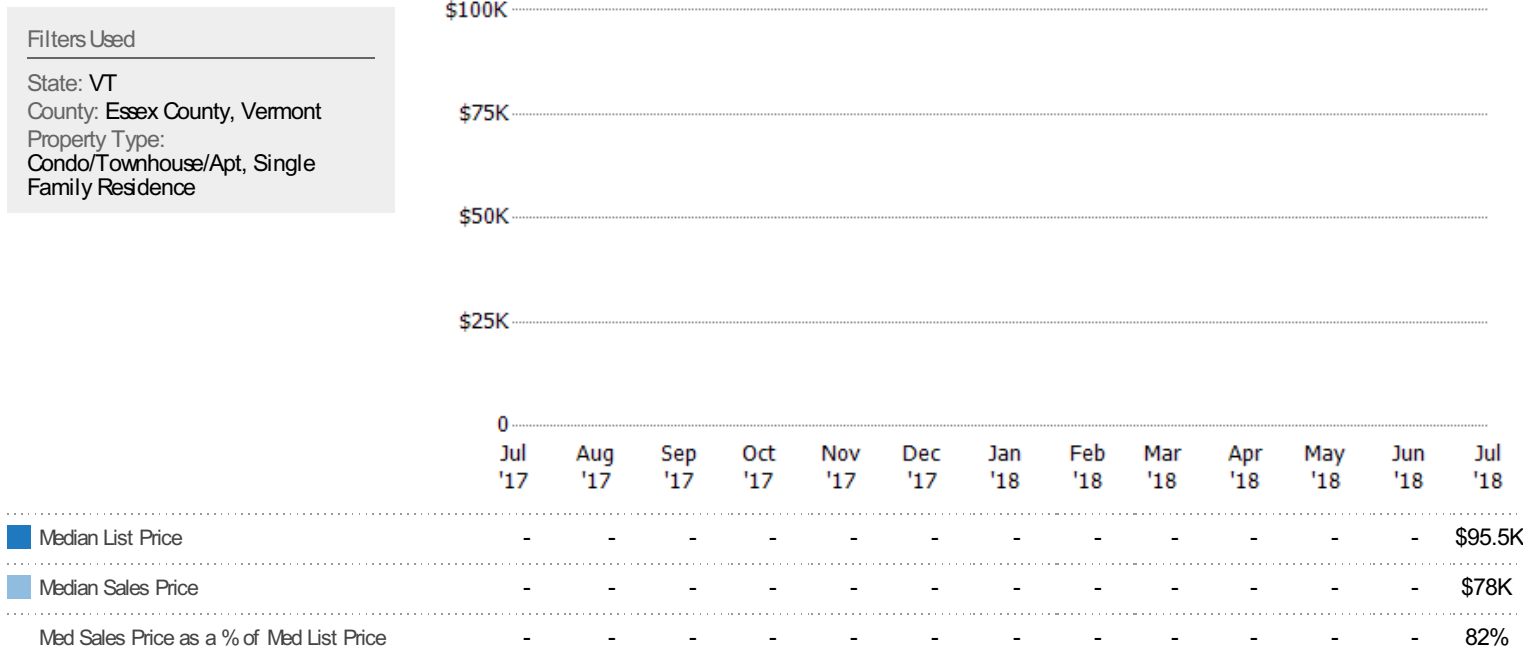 Filters Used
State: VT
County: Essex County, Vermont
Property Type:
Condo/Townhouse/Apt, Single
Family Residence
$100K
$75K
$50K
$25K
0
Jul Aug Sep Oct Nov Dec Jan Feb Mar Apr May Jun Jul
'17 '17 '17 '17 '17 '17 '18 '18 '18 '18 '18 '18 '18
Median List Price - - - - - - - - - - - - $95.5K
Median Sales Price - - - - - - - - - - - - $78K
Med Sales Price as a % of Med List Price - - - - - - - - - - - - 82%